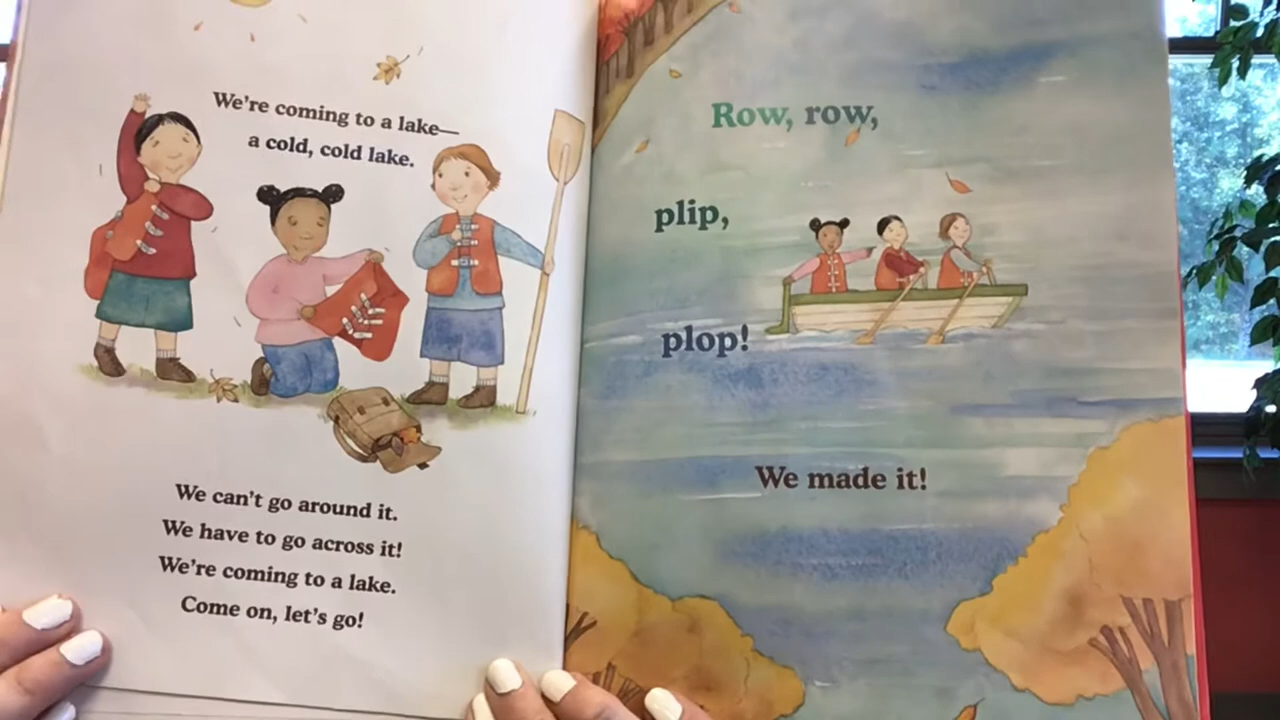 We're coming to a lake—
a cold, cold lake.
We can't go around it.
We have to go across it!
We're coming to a lake.
Come on, let's go!
Row, row,
plip,
plop!
We made it!